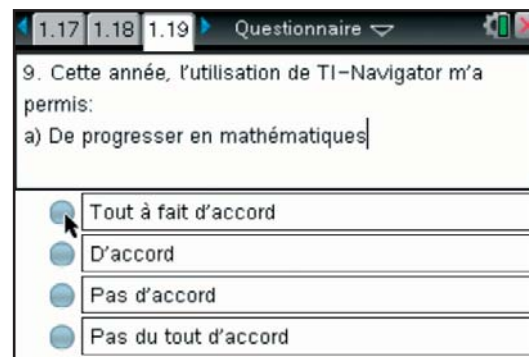 1.17 1.18 1.19 Questionnaire
9. Cette année, l'utilisation de TI-Navigator m'a
permis:
a) De progresser en mathématiques
Tout à fait d'accord
D'accord
Pas d'accord
Pas du tout d'accord